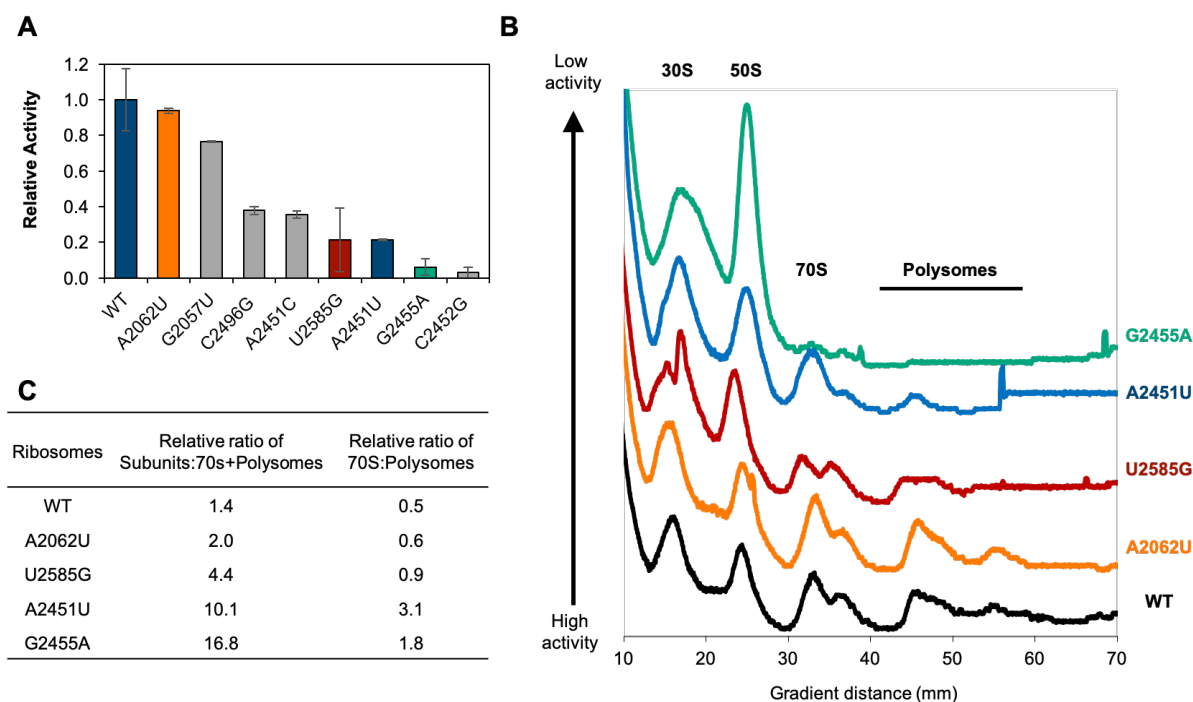 A
Relative Activity
1.2
1.0
0.8
0.6
0.4
0.2
0.0
WT
A2062U
G2057U
C2496G
A2451C
U2585G
A2451U
G2455A
C2452G
B
Low
activity
High
activity
30S
50S
70S
Polysomes
G2455A
A2451U
U2585G
A2062U
WT
10
20
30
40
50
60
70
Gradient distance (mm)
C
Ribosomes
Relative ratio of
Subunits:70s+Polysomes
Relative ratio of
70S:Polysomes
WT 1.4 0.5
A2062U 2.0 0.6
U2585G 4.4 0.9
A2451U 10.1 3.1
G2455A 16.8 1.8